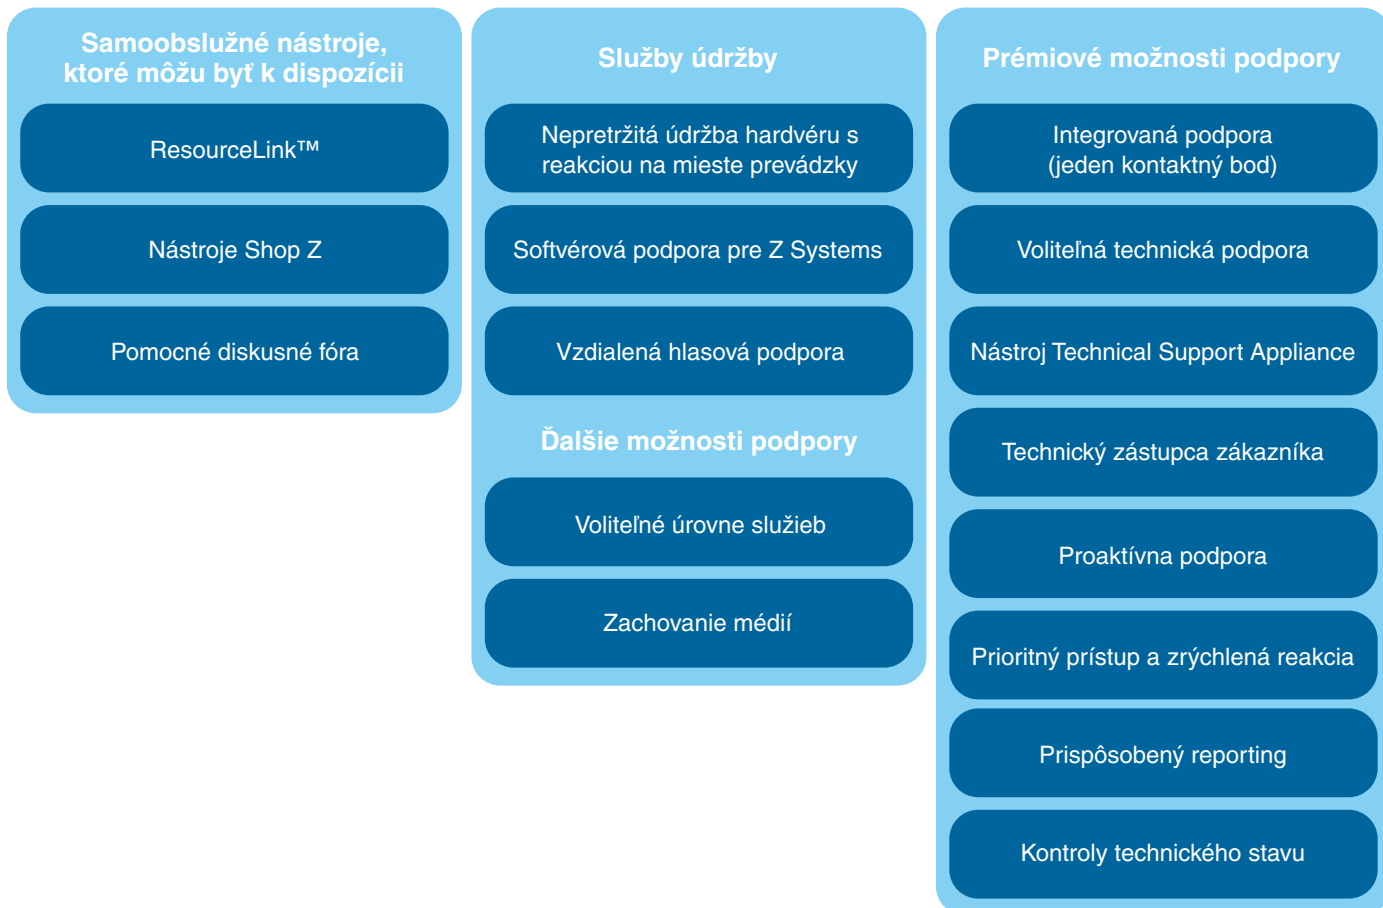 Samoobslužné nástroje,
ktoré môžu byť k dispozícii
ResourceLink™
Nástroje Shop Z
Pomocné diskusné fóra
Služby údržby
Nepretržitá údržba hardvéru s
reakciou na mieste prevádzky
Softvérová podpora pre Z Systems
Vzdialená hlasová podpora
Ďalšie možnosti podpory
Voliteľné úrovne služieb
Zachovanie médií
Prémiové možnosti podpory
Integrovaná podpora
(jeden kontaktný bod)
Voliteľná technická podpora
Nástroj Technical Support Appliance
Technický zástupca zákazníka
Proaktívna podpora
Prioritný prístup a zrýchlená reakcia
Prispôsobený reporting
Kontroly technického stavu